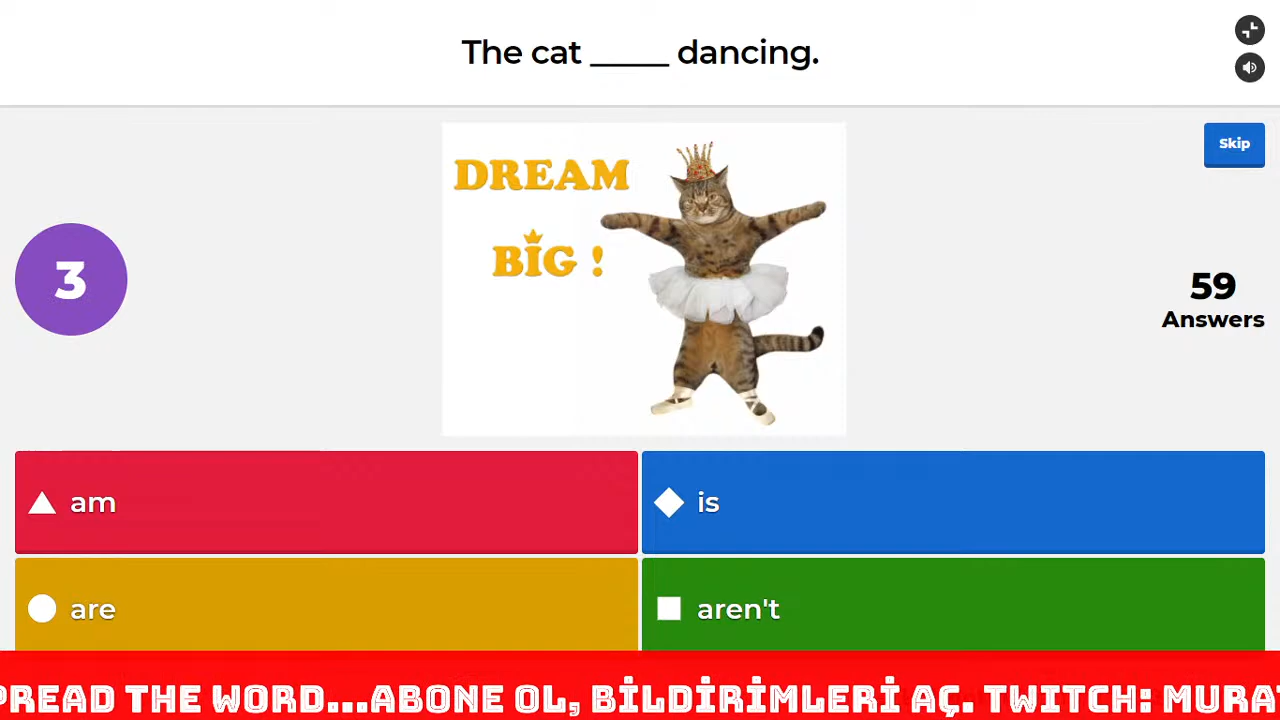 The cat _____ dancing.
Skip
DREAM
BIG !
3
59
Answers
am
is
are
aren't
PREAD THE WORD...ABONE OL, BİLDİRİMLERİ AÇ. TWITCH: MURA